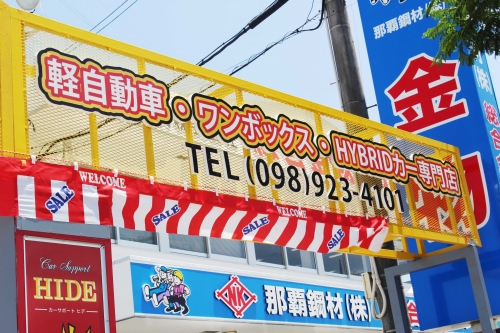 那覇鋼材(株
金
軽自動車・ワンボックス・HYBRIDカー専門店
TEL(098)923-4101
WELCOME
WELCOME
SALE
SALE
SALE
SALE
Car Support
HIDE
カーサポート ヒデ
NK
那覇鋼材(株)